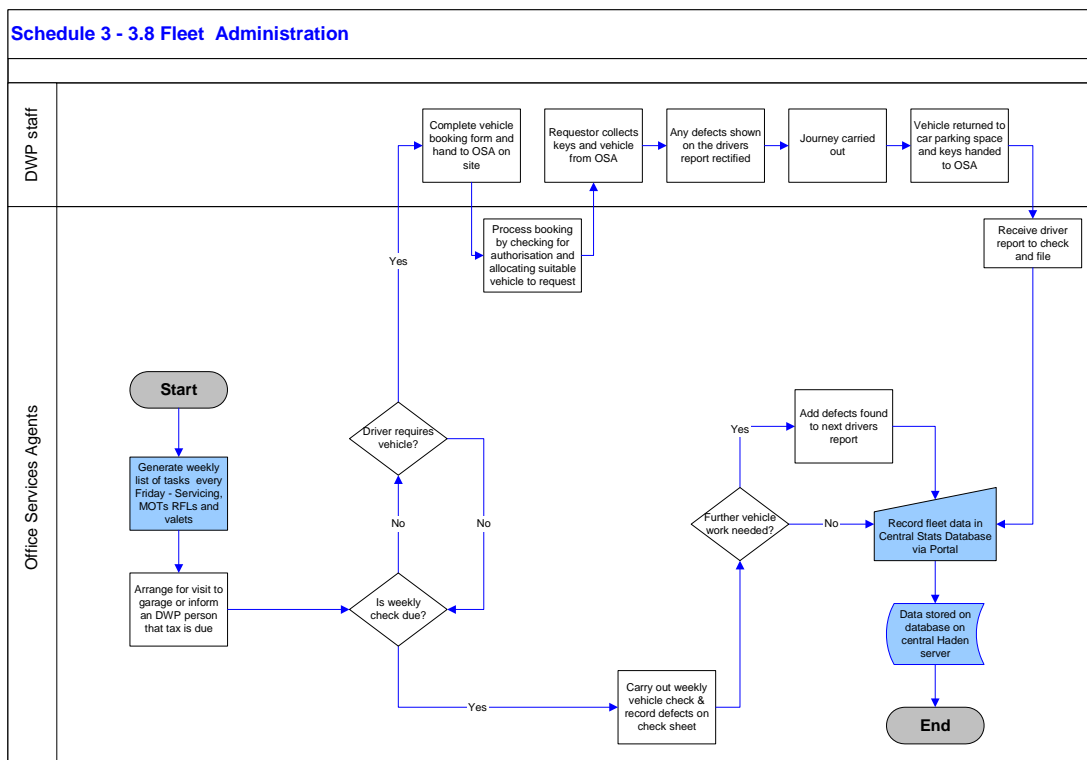 Schedule 3 - 3.8 Fleet  Administration
DWP staff
Complete vehicle
booking form and
hand to OSA on
site
Requestor collects
keys and vehicle
from OSA
Any defects shown
on the drivers
report rectified
Journey carried
out
Vehicle returned to
car parking space
and keys handed
to OSA
Office Services Agents
Yes
Process booking
by checking for
authorisation and
allocating suitable
vehicle to request
Receive driver
report to check
and file
Start
Generate weekly
list of tasks  every
Friday - Servicing,
MOTs RFLs and
valets
Arrange for visit to
garage or inform
an DWP person
that tax is due
Driver requires
vehicle?
No
No
Is weekly
check due?
Yes
Carry out weekly
vehicle check &
record defects on
check sheet
Further vehicle
work needed?
Yes
No
Add defects found
to next drivers
report
Record fleet data in
Central Stats Database
via Portal
Data stored on
database on
central Haden
server
End